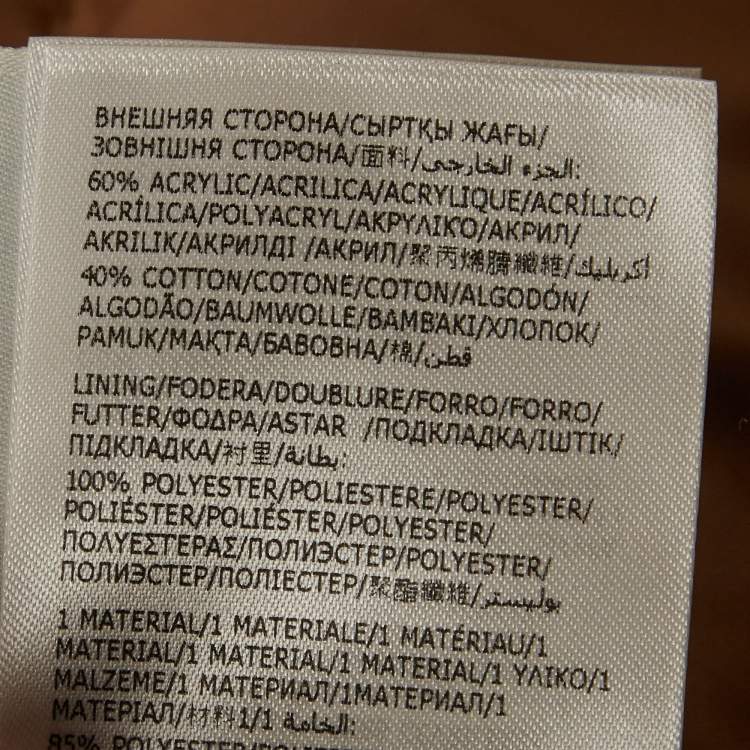 ВНЕШНЯЯ СТОРОНА/СЫРТҚЫ ЖАҒЫ/
ЗОВНІШНЯ СТОРОНА/面料/الجزء الخارجي:
60% ACRYLIC/ACRILICA/ACRYLIQUE/ACRÍLICO/
ACRÍLICA/POLYACRYL/ΑΚΡΥΛΙΚΌ/АКРИЛ/
AKRILIK/АКРИЛДІ /АКРИЛ/聚丙烯腈纖維/أكريليك
40% COTTON/COTONE/COTON/ALGODÓN/
ALGODÃO/BAUMWOLLE/ΒΑΜΒΆΚΙ/ХЛОПОК/
PAMUK/МАҚТА/БАВОВНА/棉/قطن
LINING/FODERA/DOUBLURE/FORRO/FORRO/
FUTTER/ΦΟΔΡΑ/ASTAR /ПОДКЛАДКА/ІШТІК/
ПІДКЛАДКА/衬里/بطانة:
100% POLYESTER/POLIESTERE/POLYESTER/
POLIÉSTER/POLIÉSTER/POLYESTER/
ΠΟΛΥΕΣΤΕΡΑΣ/ПОЛИЭСТЕР/POLYESTER/
ПОЛИЭСТЕР/ПОЛІЕСТЕР/聚酯纖維/بوليستر
1 MATERIAL/1 MATERIALE/1 MATÉRIAU/1
MATERIAL/1 MATERIAL/1 MATERIAL/1 ΥΛΙΚΟ/1
MALZEME/1 МАТЕРИАЛ/1МАТЕРИАЛ/1
МАТЕРІАЛ/材料1/1 الخامة:
85% POLYESTER